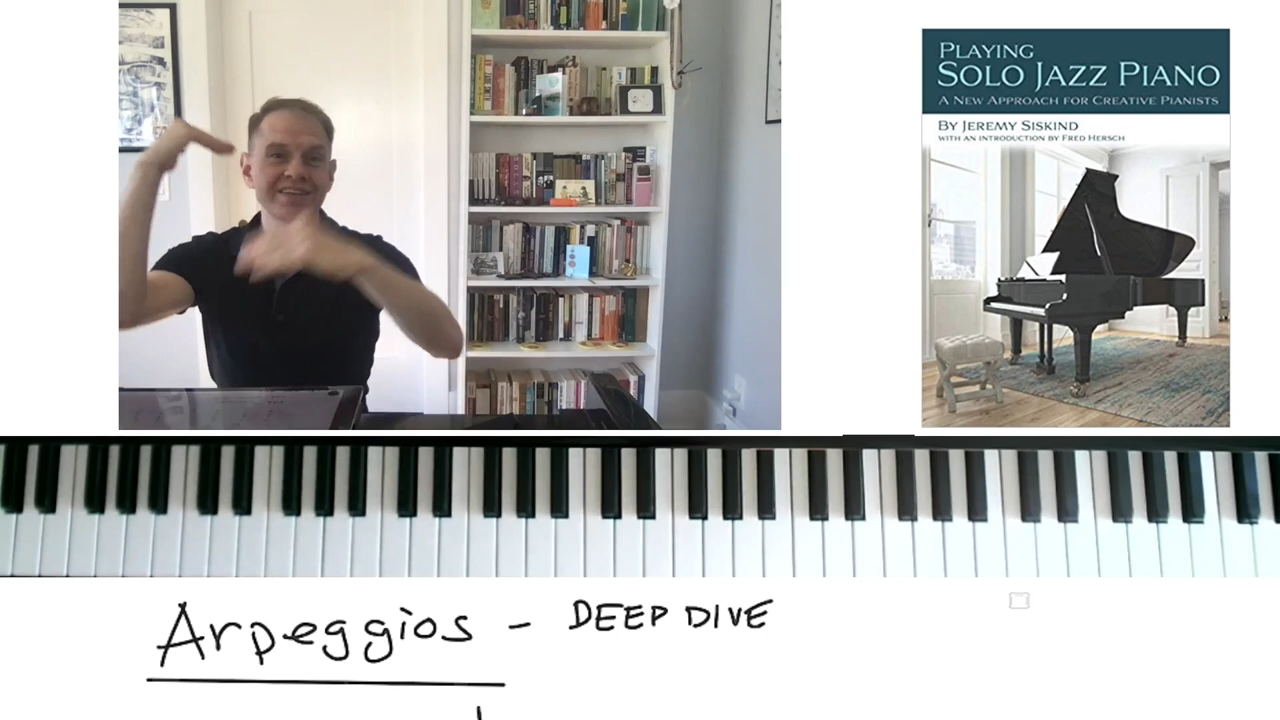 PLAYING
SOLO JAZZ PIANO
A NEW APPROACH FOR CREATIVE PIANISTS
BY JEREMY SISKIND
WITH AN INTRODUCTION BY FRED HERSCH
Arpeggios - DEEP DIVE